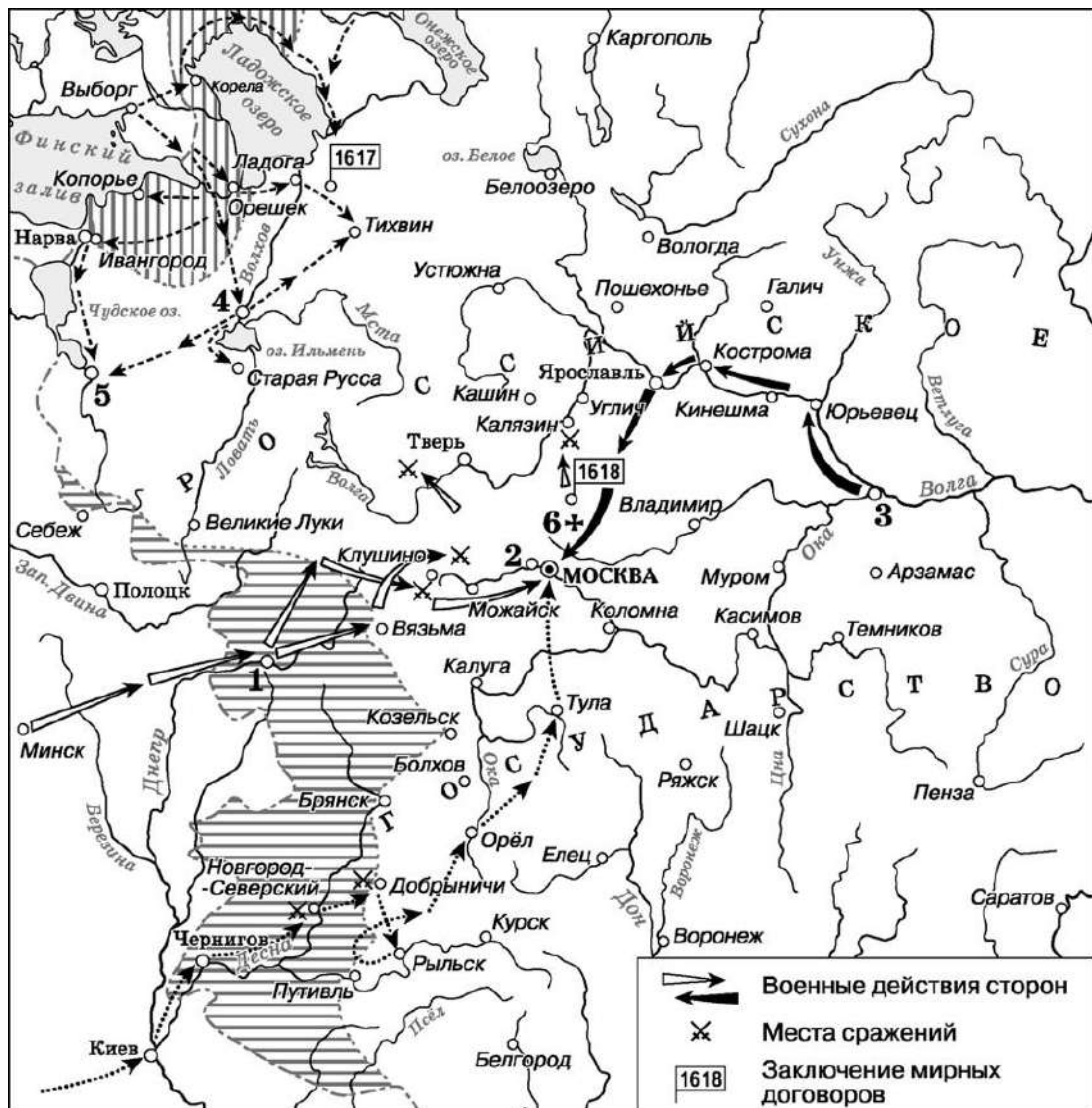 Каргополь
Онежское
озеро
Ладожское
озеро
Корела
Выборг
Финский
залив
Ладога
1617
Сухона
оз. Белое
Белоозеро
Копорье
Орешек
Тихвин
Нарва
Ивангород
Волхов
Вологда
Унжа
Устюжна
Пошехонье
Галич
Чудское оз.
4
Мста
оз. Ильмень
Старая Русса
5
Кострома
Ярославль
Кашин
Углич
Кинешма
Юрьевец
Ветлуга
Калязин
РОССИЙСКОЕ
Ловать
Тверь
Волга
1618
Владимир
Волга
3
Себеж
Великие Луки
6
Ока
Зап. Двина
Полоцк
Клушино
2
МОСКВА
Муром
Арзамас
Можайск
Коломна
Касимов
Темников
Вязьма
1
Калуга
Сура
Минск
Днепр
Козельск
Тула
ГОСУДАРСТВО
Шацк
Цна
Болхов
Ока
Ряжск
Пенза
Березина
Брянск
Орёл
Елец
Воронеж
Новгород-
-Северский
Добрыничи
Дон
Саратов
Чернигов
Десна
Курск
Воронеж
Рыльск
Путивль
Псёл
Киев
Белгород
Военные действия сторон
Места сражений
1618
Заключение мирных
договоров